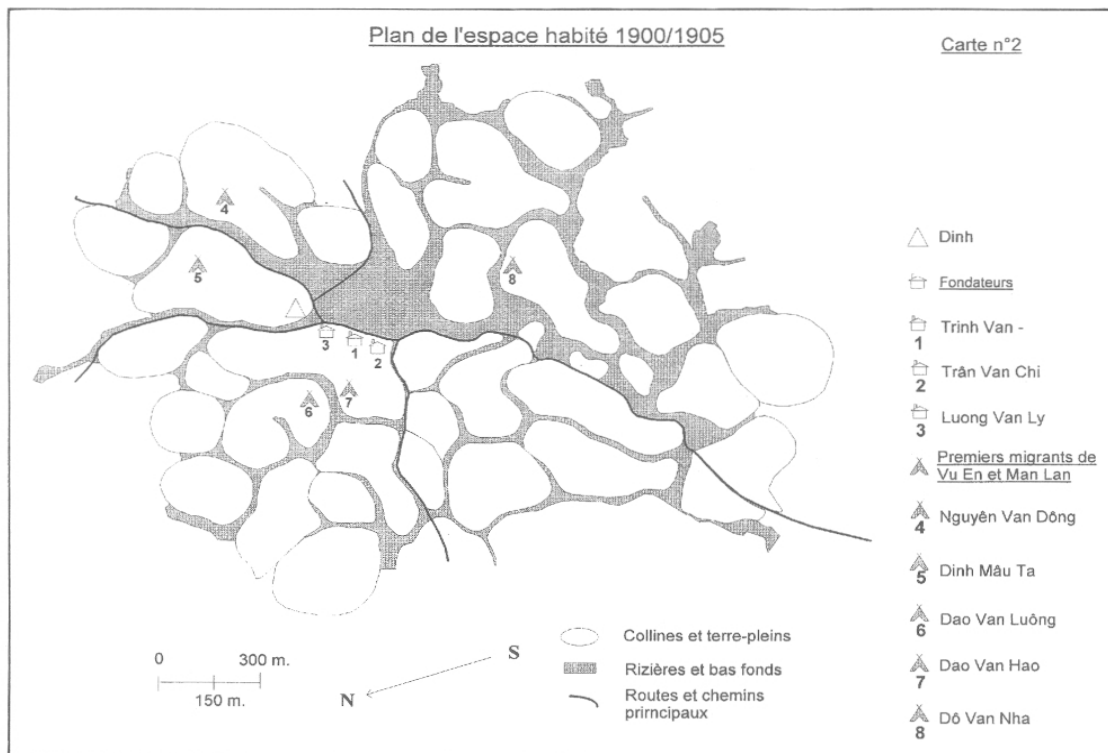 Plan de l'espace habité 1900/1905
Carte n°2
4
5
8
3
1
2
6
7
Dinh
Fondateurs
Trinh Van -
1
Trân Van Chi
2
Luong Van Ly
3
Premiers migrants de
Vu En et Man Lan
Nguyên Van Dông
4
Dinh Mâu Ta
5
Dao Van Luông
6
Dao Van Hao
7
Dô Van Nha
8
Collines et terre-pleins
Rizières et bas fonds
Routes et chemins
prirncipaux
0 300 m.
150 m.
S
N